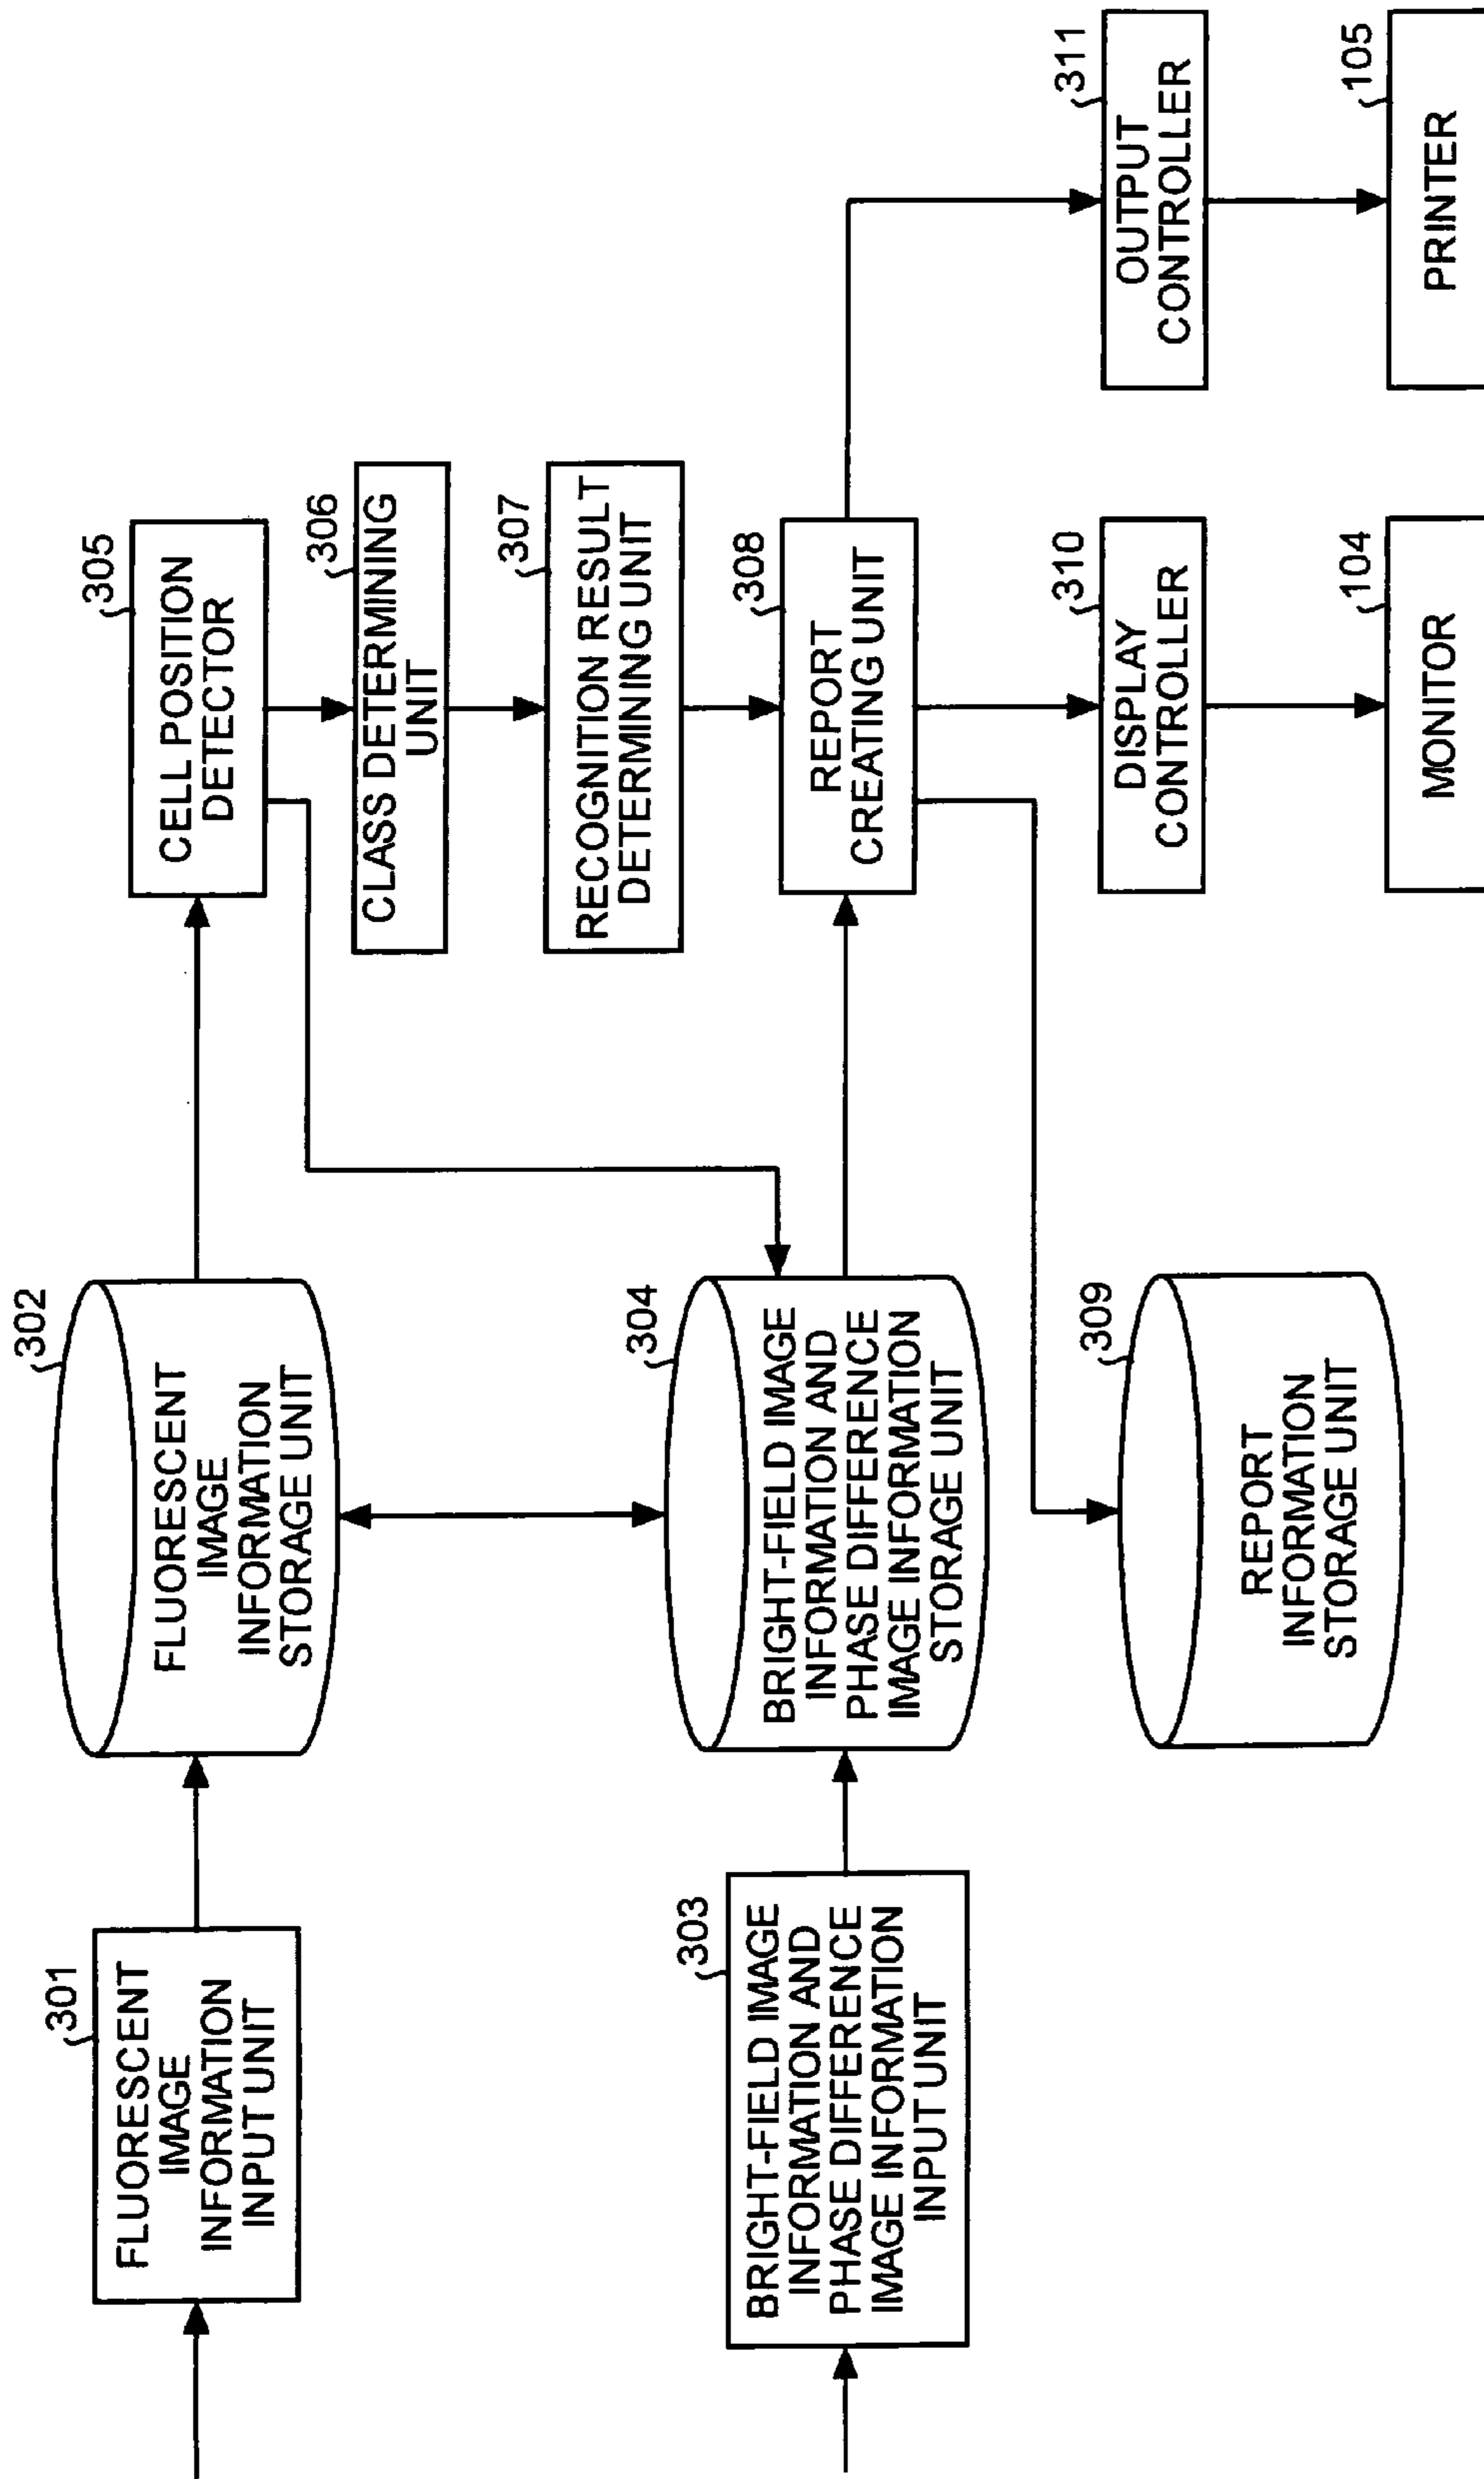 301
FLUORESCENT
IMAGE
INFORMATION
INPUT UNIT
302
FLUORESCENT
IMAGE
INFORMATION
STORAGE UNIT
305
CELL POSITION
DETECTOR
306
CLASS DETERMINING
UNIT
307
RECOGNITION RESULT
DETERMINING UNIT
303
BRIGHT-FIELD IMAGE
INFORMATION AND
PHASE DIFFERENCE
IMAGE INFORMATION
INPUT UNIT
304
BRIGHT-FIELD IMAGE
INFORMATION AND
PHASE DIFFERENCE
IMAGE INFORMATION
STORAGE UNIT
308
REPORT
CREATING UNIT
309
REPORT
INFORMATION
STORAGE UNIT
310
DISPLAY
CONTROLLER
311
OUTPUT
CONTROLLER
104
MONITOR
105
PRINTER